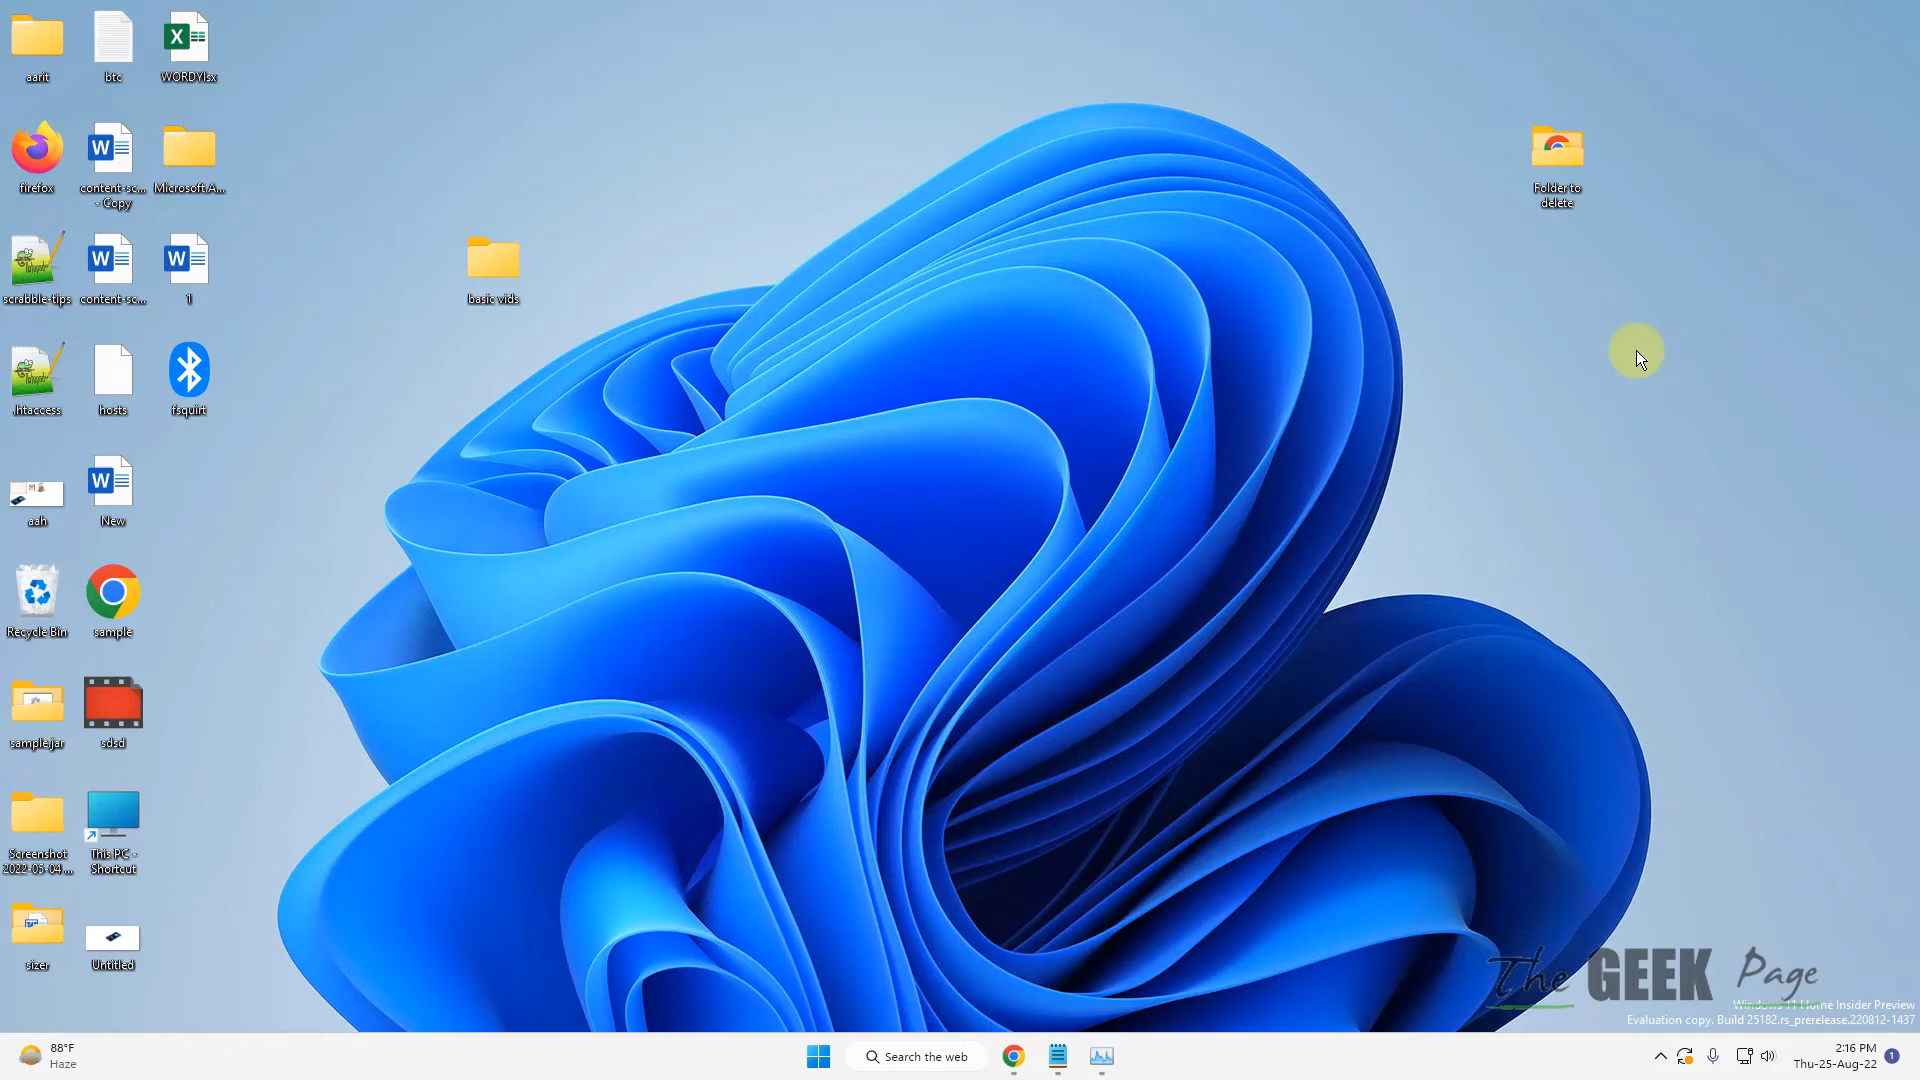 aarit
btc
WORDYlsx
firefox
content-sc... - Copy
Microsoft.A...
Folder to delete
scrabble-tips
content-sc...
1
basic vids
.htaccess
hosts
fsquirt
aah
New
Recycle Bin
sample
sample.jar
sdsd
Screenshot 2022-03-04...
This PC - Shortcut
sizer
Untitled
The GEEK Page
Windows 11 Home Insider Preview
Evaluation copy. Build 25182.rs_prerelease.220812-1437
88°F
Haze
Search the web
2:16 PM
Thu-25-Aug-22
1